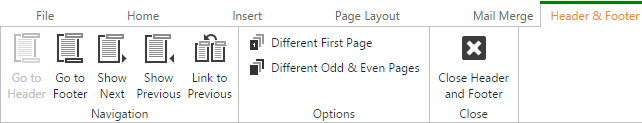 File Home Insert Page Layout Mail Merge Header & Footer
Different First Page
Different Odd & Even Pages
Go to Header
Go to Footer
Show Next
Show Previous
Link to Previous
Close Header and Footer
Navigation Options Close